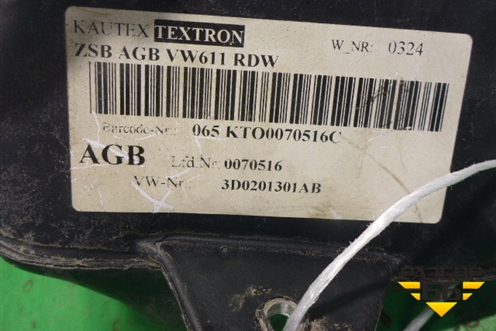 KAUTEX TEXTRON W_NR: 0324
ZSB AGB VW611 RDW
Barcode-Nr.: 065 KTO0070516C
AGB Lfd.Nr. 0070516
VW-Nr.: 3D0201301AB